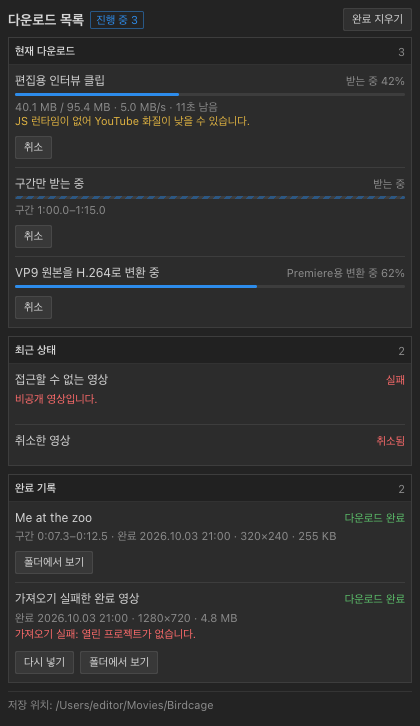 다운로드 목록 진행 중 3 완료 지우기
현재 다운로드 3
편집용 인터뷰 클립 받는 중 42%
40.1 MB / 95.4 MB · 5.0 MB/s · 11초 남음
JS 런타임이 없어 YouTube 화질이 낮을 수 있습니다.
취소
구간만 받는 중 받는 중
구간 1:00.0–1:15.0
취소
VP9 원본을 H.264로 변환 중 Premiere용 변환 중 62%
취소
최근 상태 2
접근할 수 없는 영상 실패
비공개 영상입니다.
취소한 영상 취소됨
완료 기록 2
Me at the zoo 다운로드 완료
구간 0:07.3–0:12.5 · 완료 2026.10.03 21:00 · 320×240 · 255 KB
폴더에서 보기
가져오기 실패한 완료 영상 다운로드 완료
완료 2026.10.03 21:00 · 1280×720 · 4.8 MB
가져오기 실패: 열린 프로젝트가 없습니다.
다시 넣기 폴더에서 보기
저장 위치: /Users/editor/Movies/Birdcage